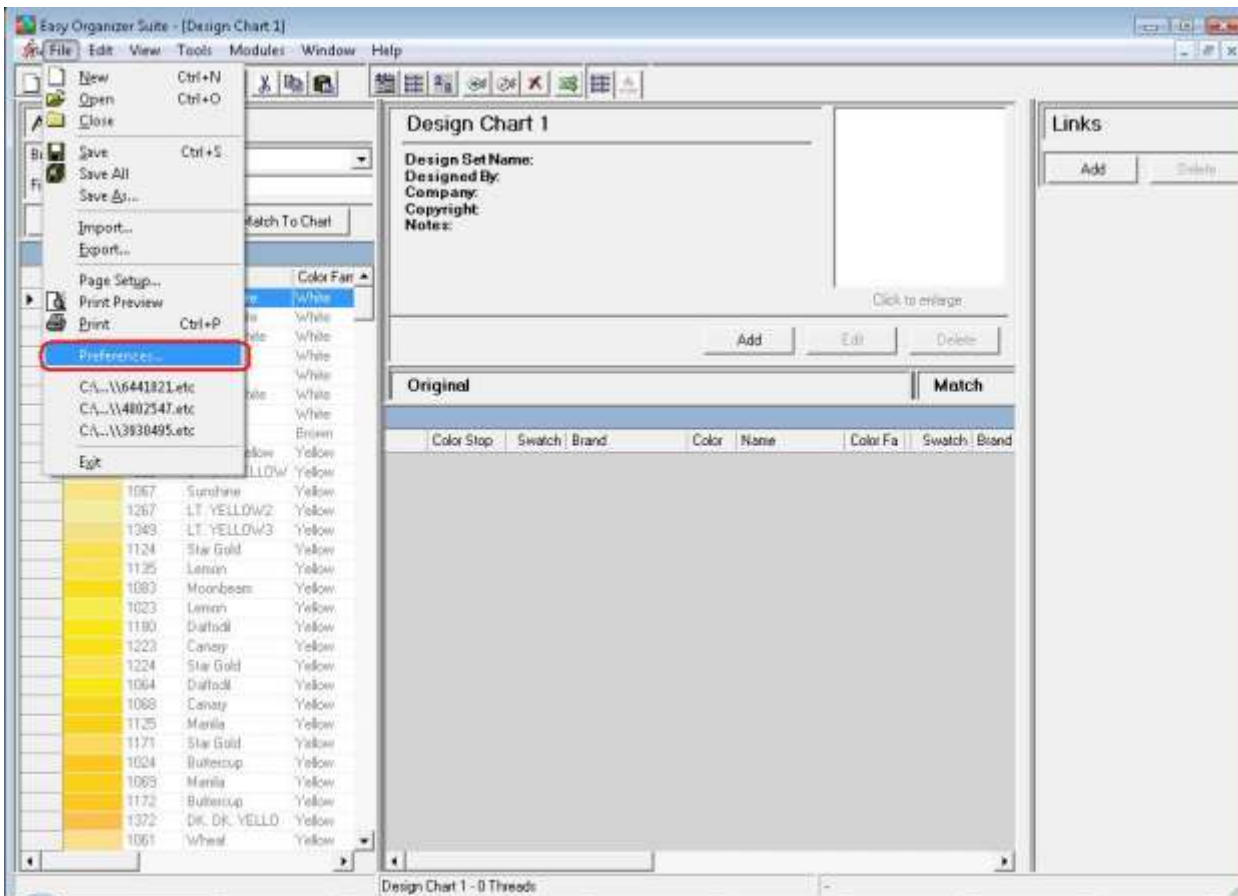 Easy Organizer Suite - [Design Chart 1]
File Edit View Tools Modules Window Help
New Ctrl+N
Open Ctrl+O
Close
Save Ctrl+S
Save All
Save As...
Import...
Export...
Page Setup...
Print Preview
Print Ctrl+P
Preferences...
C:\...\\6441821.etc
C:\...\\4802547.etc
C:\...\\3930495.etc
Exit
Match To Chart
Color Fam
White
White
White
White
White
White
White
Brown
Yellow
Yellow
1067 Sunshine Yellow
1267 LT. YELLOW2 Yellow
1349 LT. YELLOW3 Yellow
1124 Star Gold Yellow
1135 Lemon Yellow
1083 Moonbeam Yellow
1023 Lemon Yellow
1180 Daffodil Yellow
1223 Canary Yellow
1224 Star Gold Yellow
1064 Daffodil Yellow
1068 Canary Yellow
1125 Manila Yellow
1171 Star Gold Yellow
1024 Buttercup Yellow
1069 Manila Yellow
1172 Buttercup Yellow
1372 DK. DK. YELLO Yellow
1061 Wheat Yellow
Design Chart 1
Design Set Name:
Designed By:
Company:
Copyright:
Notes:
Click to enlarge
Add Edit Delete
Original Match
Color Stop Swatch Brand Color Name Color Fa Swatch Brand
Links
Add Delete
Design Chart 1 - 0 Threads -